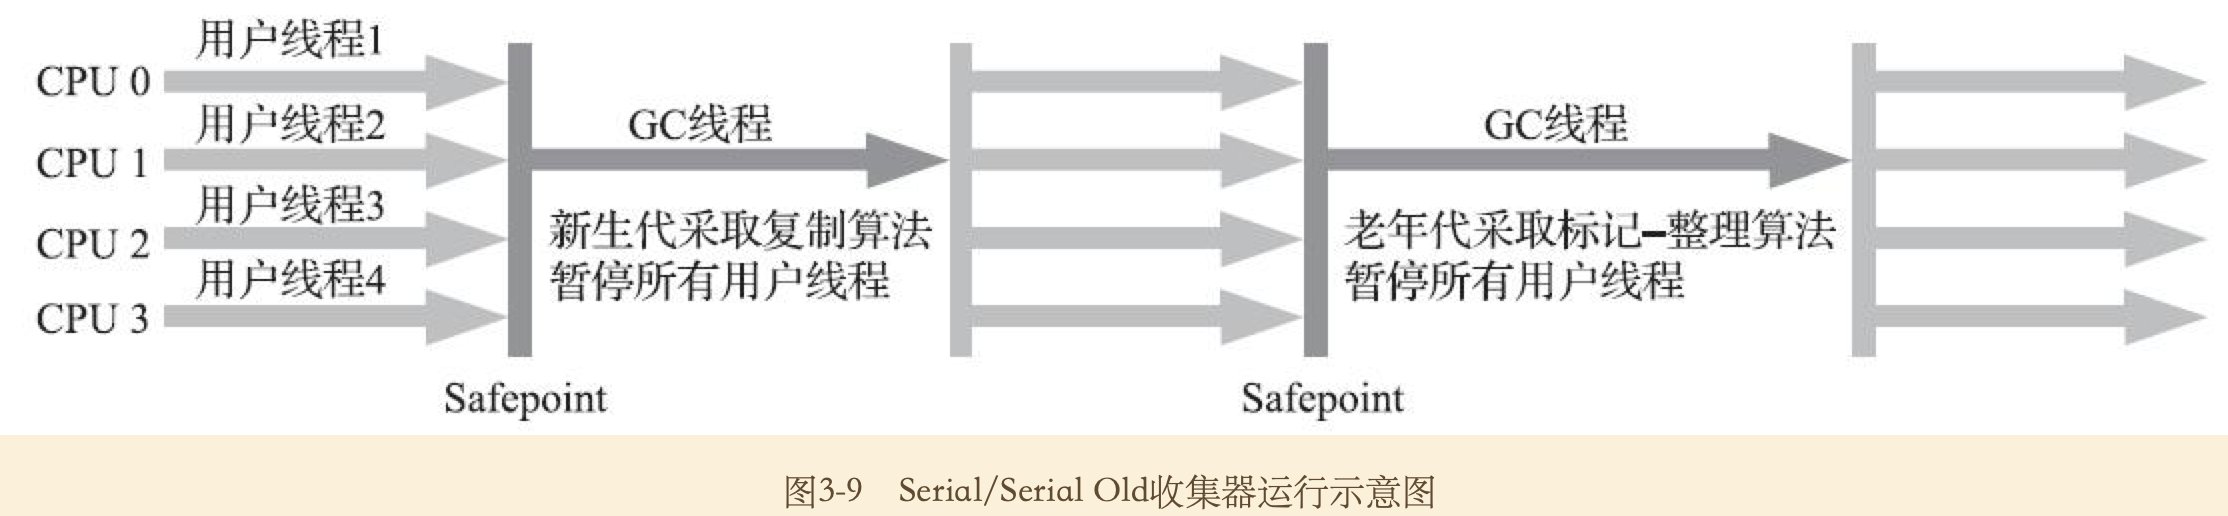 用户线程1
CPU 0
用户线程2
CPU 1
用户线程3
CPU 2
用户线程4
CPU 3
Safepoint
GC线程
新生代采取复制算法
暂停所有用户线程
Safepoint
GC线程
老年代采取标记–整理算法
暂停所有用户线程
图3-9 Serial/Serial Old收集器运行示意图